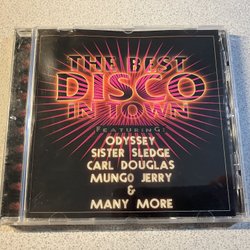 THE BEST
DISCO
IN TOWN
FEATURING:
ODYSSEY
SISTER SLEDGE
CARL DOUGLAS
MUNGO JERRY
&
MANY MORE